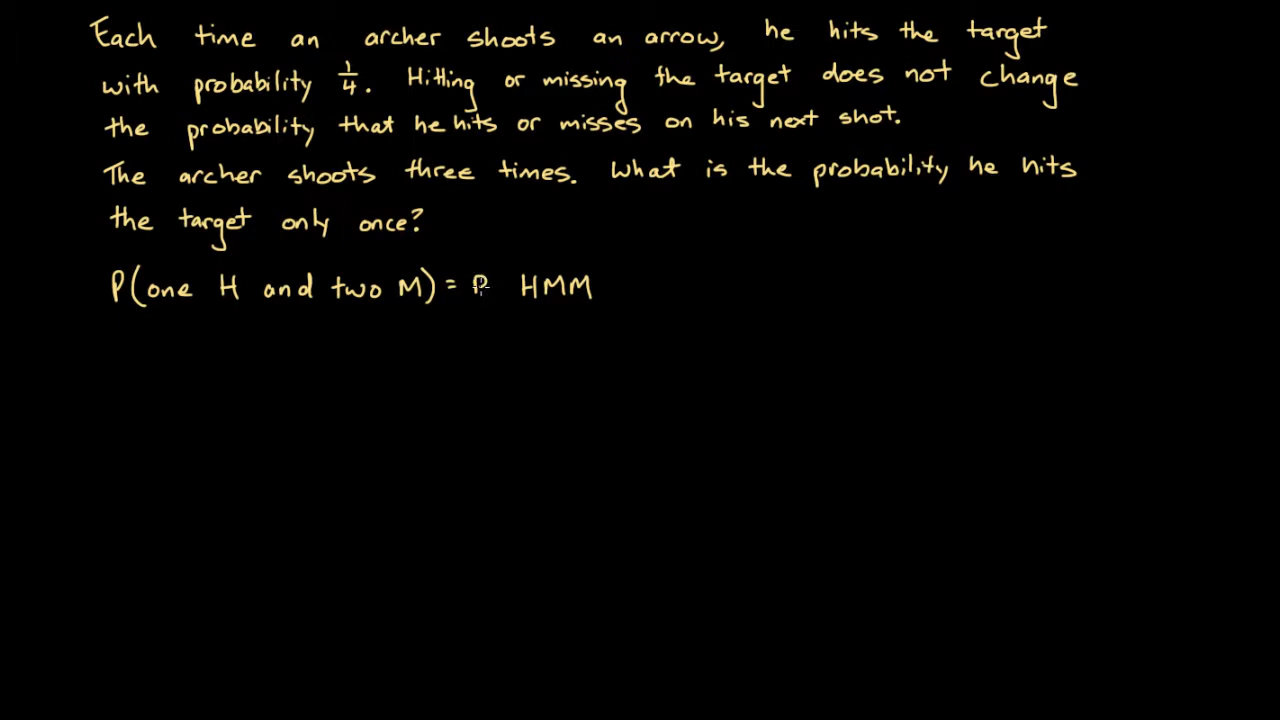 Each time an archer shoots an arrow, he hits the target
with probability 1/4. Hitting or missing the target does not change
the probability that he hits or misses on his next shot.
The archer shoots three times. What is the probability he hits
the target only once?
P(one H and two M) = P HMM